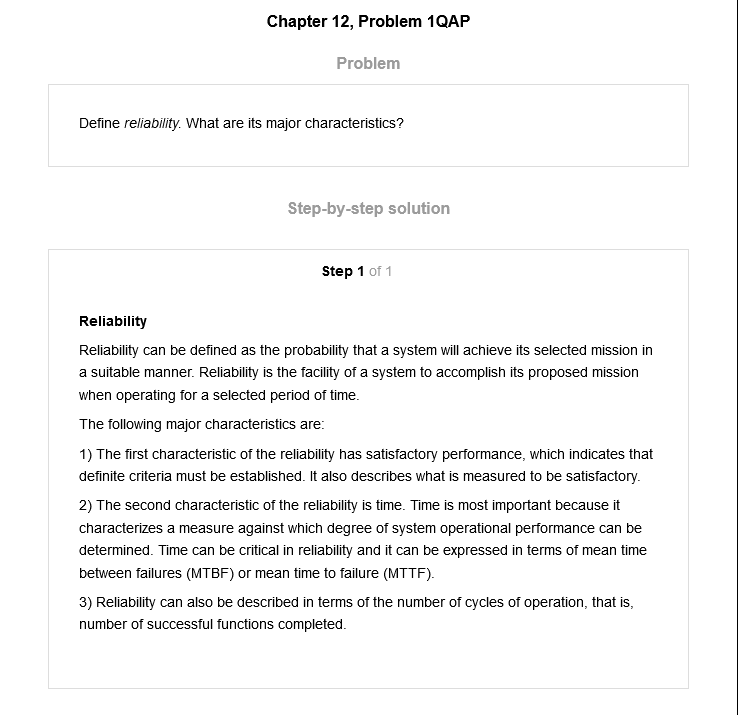 Chapter 12, Problem 1QAP
Problem
Define reliability. What are its major characteristics?
Step-by-step solution
Step 1 of 1
Reliability
Reliability can be defined as the probability that a system will achieve its selected mission in
a suitable manner. Reliability is the facility of a system to accomplish its proposed mission
when operating for a selected period of time.
The following major characteristics are:
1) The first characteristic of the reliability has satisfactory performance, which indicates that
definite criteria must be established. It also describes what is measured to be satisfactory.
2) The second characteristic of the reliability is time. Time is most important because it
characterizes a measure against which degree of system operational performance can be
determined. Time can be critical in reliability and it can be expressed in terms of mean time
between failures (MTBF) or mean time to failure (MTTF).
3) Reliability can also be described in terms of the number of cycles of operation, that is,
number of successful functions completed.